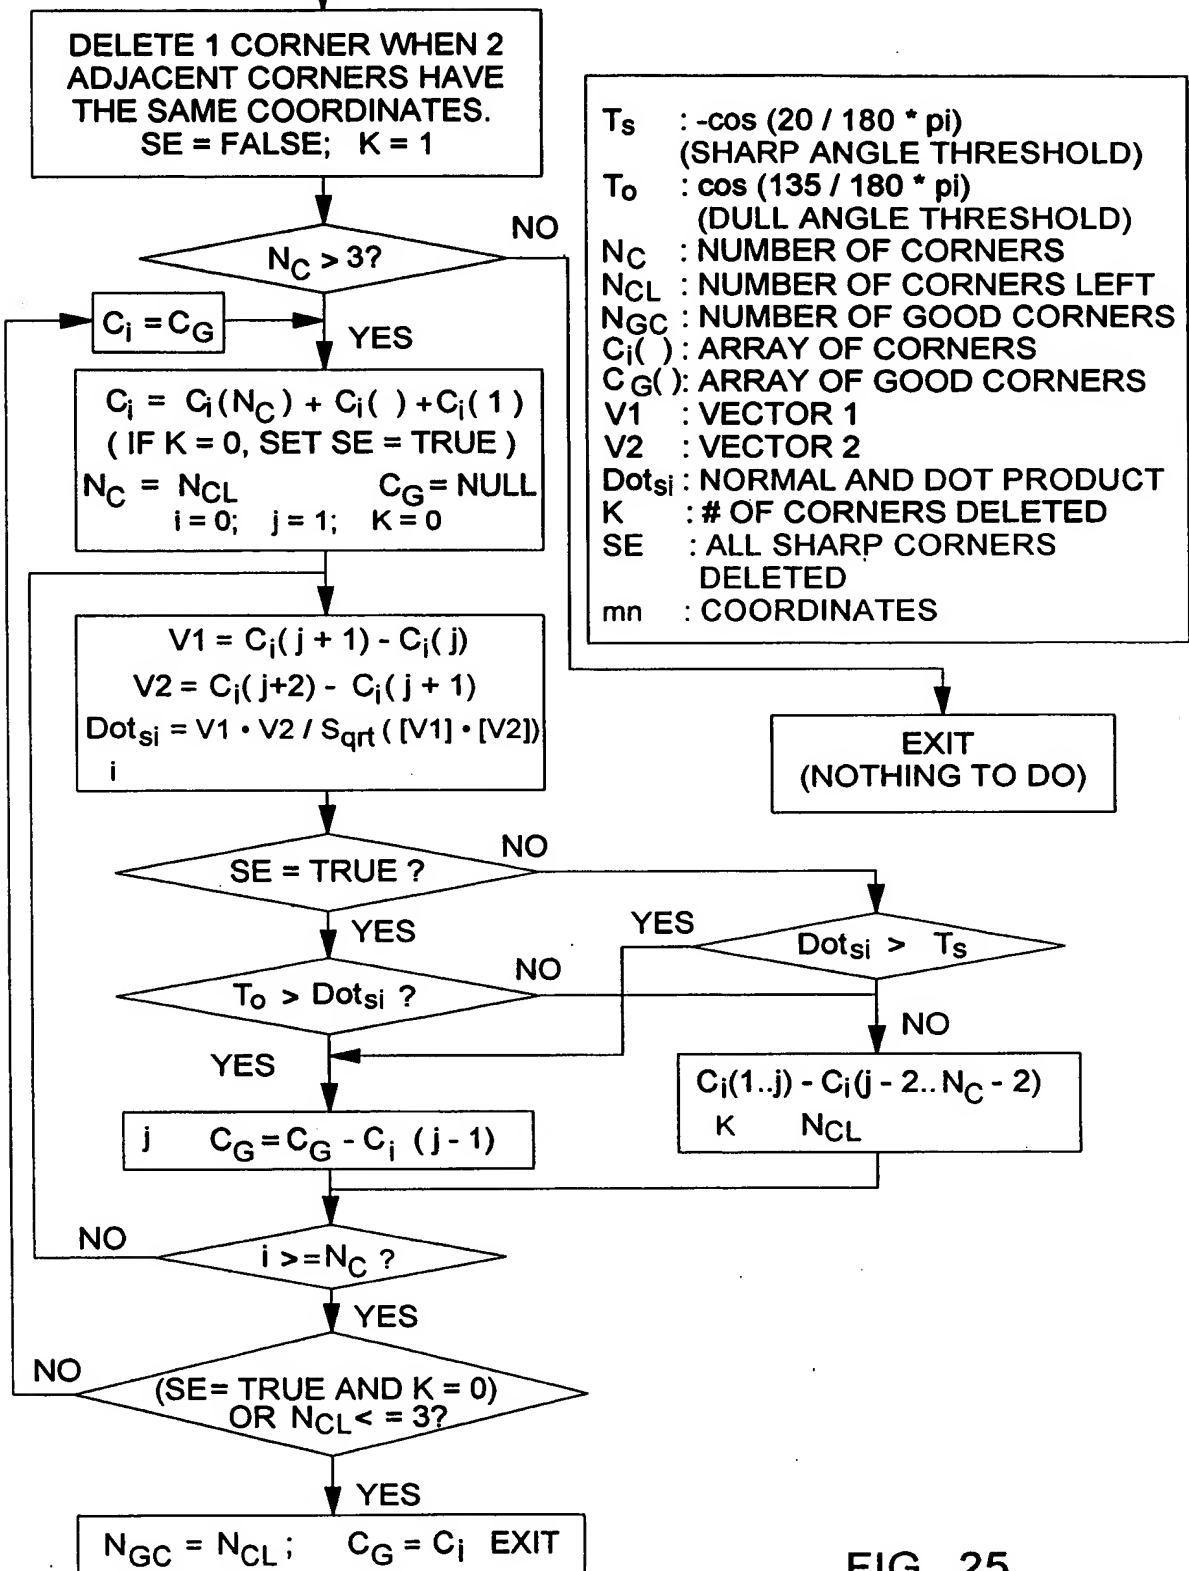 DELETE 1 CORNER WHEN 2
ADJACENT CORNERS HAVE
THE SAME COORDINATES.
SE = FALSE; K = 1
Ts : -cos (20 / 180 * pi)
(SHARP ANGLE THRESHOLD)
To : cos (135 / 180 * pi)
(DULL ANGLE THRESHOLD)
NC : NUMBER OF CORNERS
NCL : NUMBER OF CORNERS LEFT
NGC : NUMBER OF GOOD CORNERS
Ci( ) : ARRAY OF CORNERS
CG( ): ARRAY OF GOOD CORNERS
V1 : VECTOR 1
V2 : VECTOR 2
Dotsi : NORMAL AND DOT PRODUCT
K : # OF CORNERS DELETED
SE : ALL SHARP CORNERS
DELETED
mn : COORDINATES
NC > 3?
NO
YES
Ci = CG
Ci = Ci(NC) + Ci( ) +Ci( 1 )
( IF K = 0, SET SE = TRUE )
NC = NCL CG = NULL
i = 0; j = 1; K = 0
V1 = Ci( j + 1) - Ci(j)
V2 = Ci( j+2) - Ci( j + 1)
Dotsi = V1 • V2 / Sqrt ( [V1] • [V2])
i
EXIT
(NOTHING TO DO)
SE = TRUE ?
NO
YES
Dotsi > Ts
YES
NO
To > Dotsi ?
NO
YES
Ci(1..j) - Ci(j - 2.. NC - 2)
K NCL
j CG = CG - Ci ( j - 1)
i >= NC ?
NO
YES
(SE= TRUE AND K = 0)
OR NCL < = 3?
NO
YES
NGC = NCL ; CG = Ci EXIT
FIG. 25